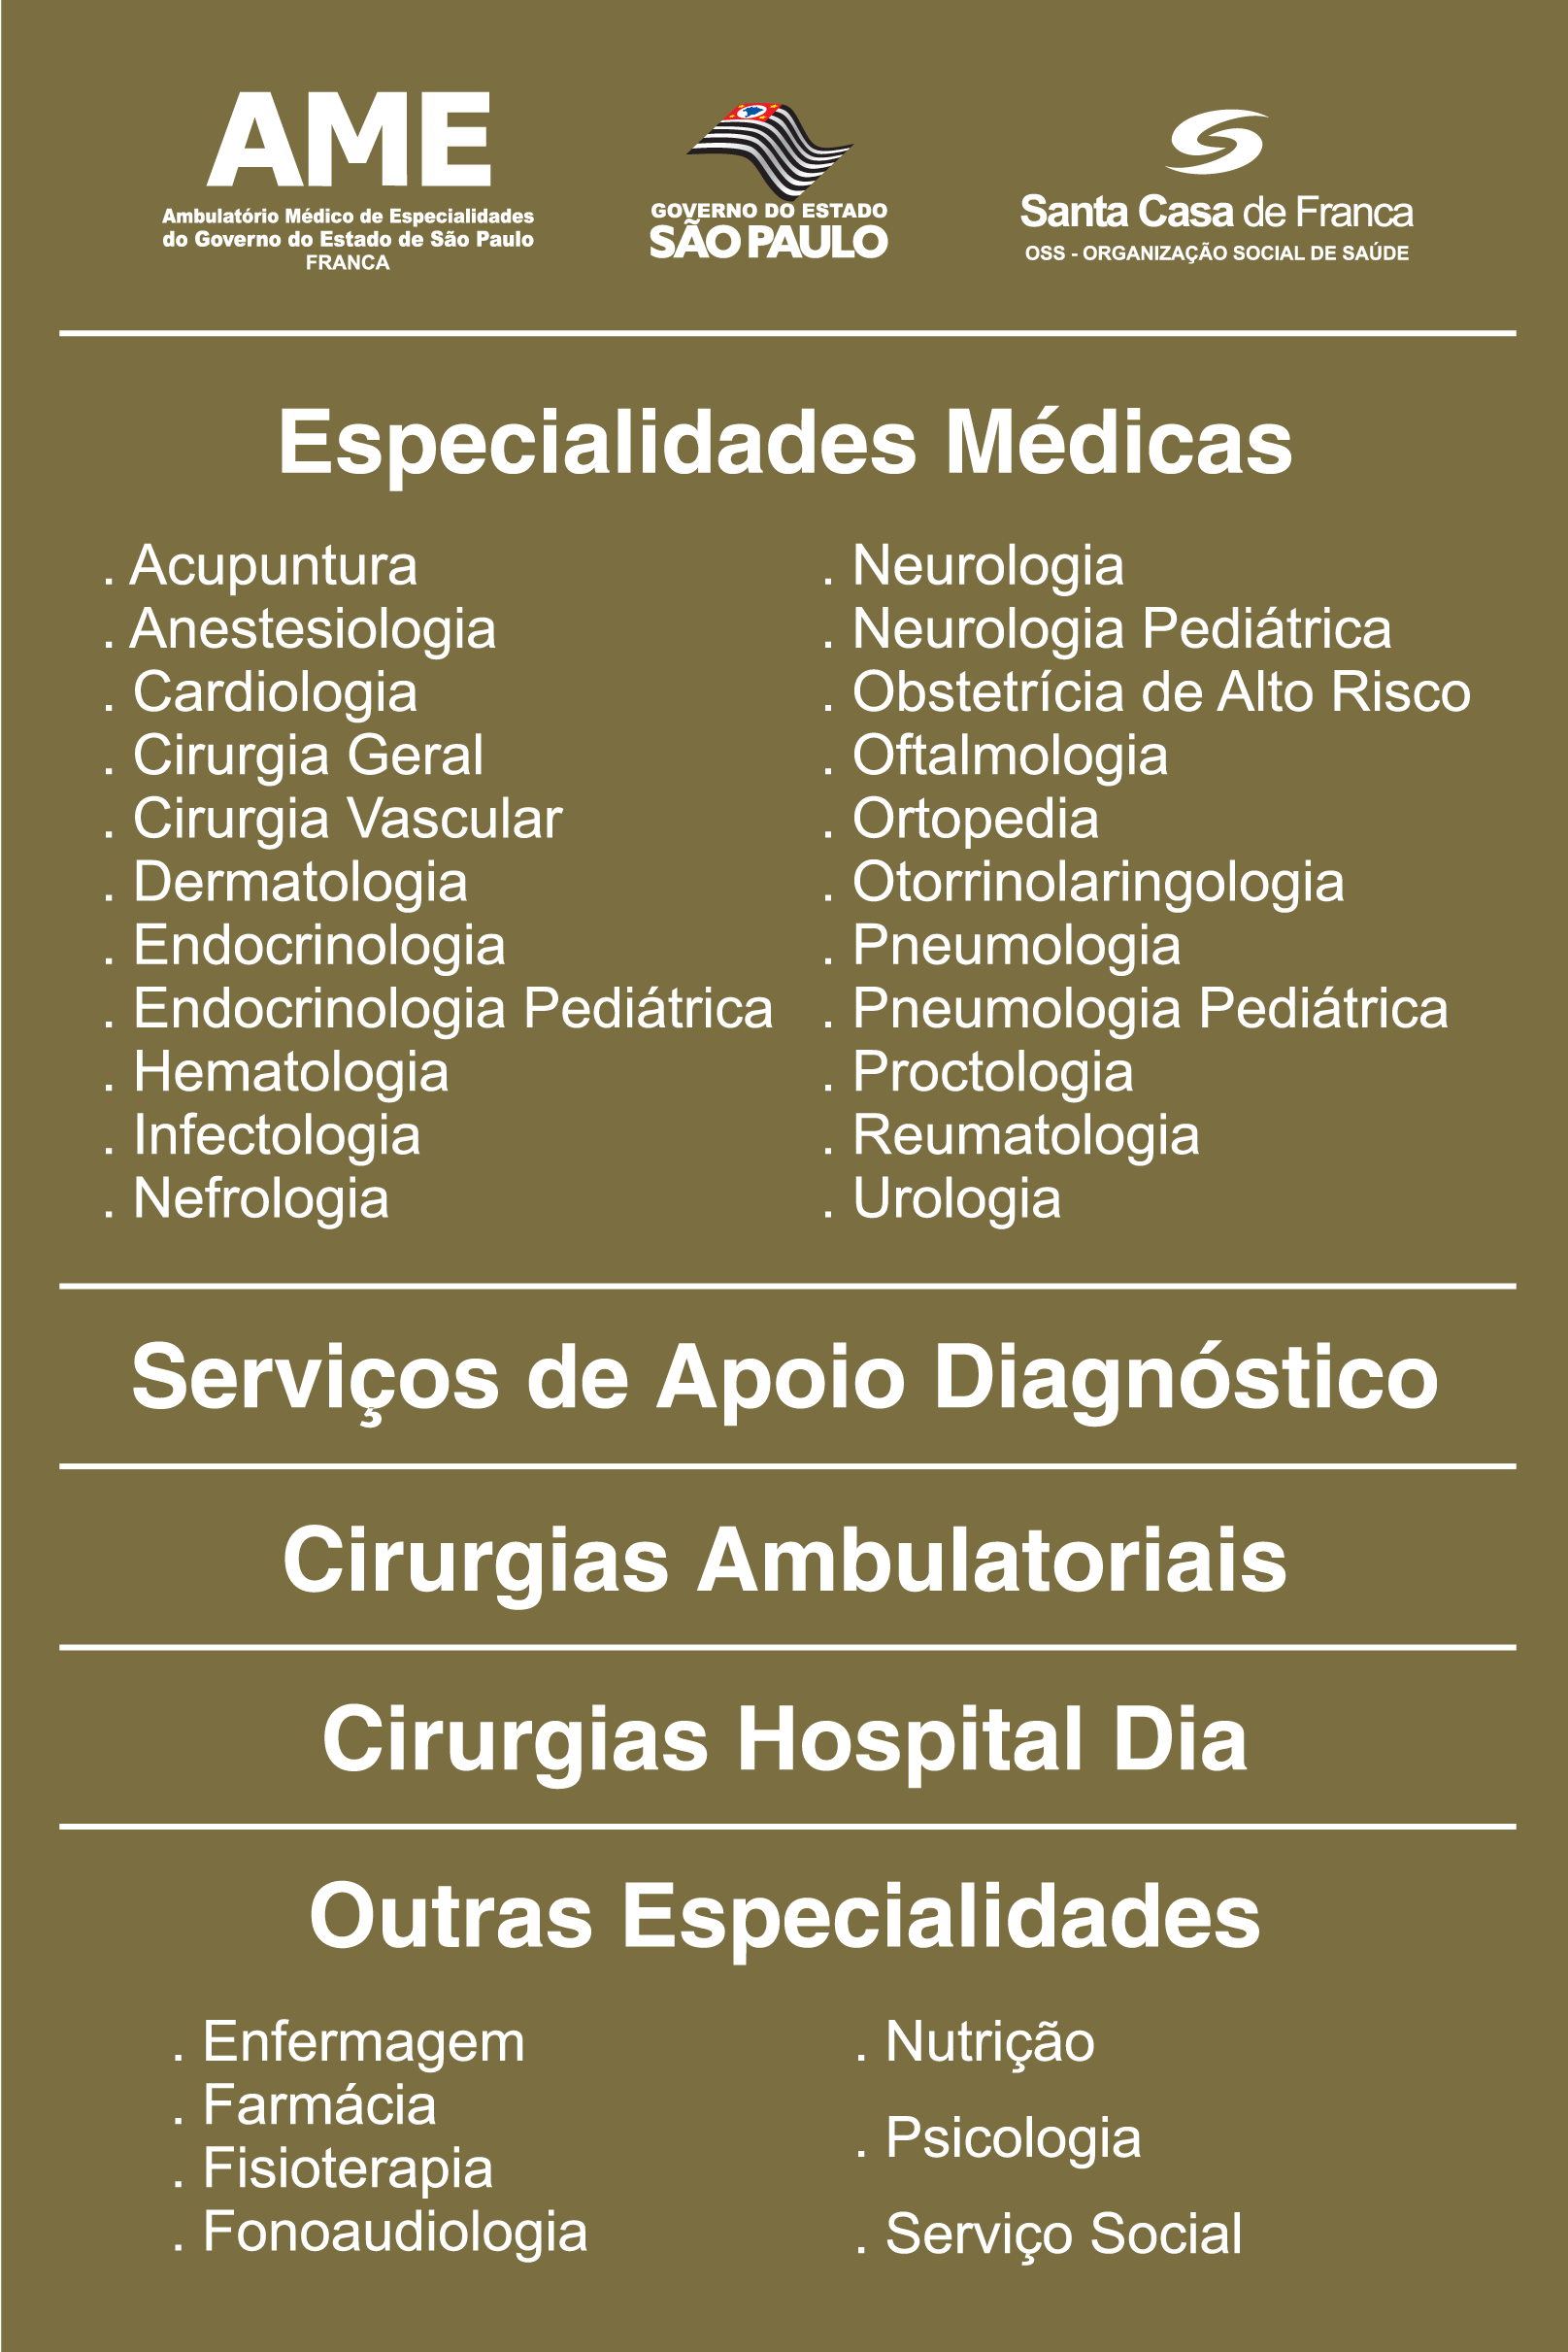 AME
Ambulatório Médico de Especialidades
do Governo do Estado de São Paulo
FRANCA
GOVERNO DO ESTADO
SÃO PAULO
Santa Casa de Franca
OSS - ORGANIZAÇÃO SOCIAL DE SAÚDE
Especialidades Médicas
. Acupuntura
. Anestesiologia
. Cardiologia
. Cirurgia Geral
. Cirurgia Vascular
. Dermatologia
. Endocrinologia
. Endocrinologia Pediátrica
. Hematologia
. Infectologia
. Nefrologia
. Neurologia
. Neurologia Pediátrica
. Obstetrícia de Alto Risco
. Oftalmologia
. Ortopedia
. Otorrinolaringologia
. Pneumologia
. Pneumologia Pediátrica
. Proctologia
. Reumatologia
. Urologia
Serviços de Apoio Diagnóstico
Cirurgias Ambulatoriais
Cirurgias Hospital Dia
Outras Especialidades
. Enfermagem
. Farmácia
. Fisioterapia
. Fonoaudiologia
. Nutrição
. Psicologia
. Serviço Social